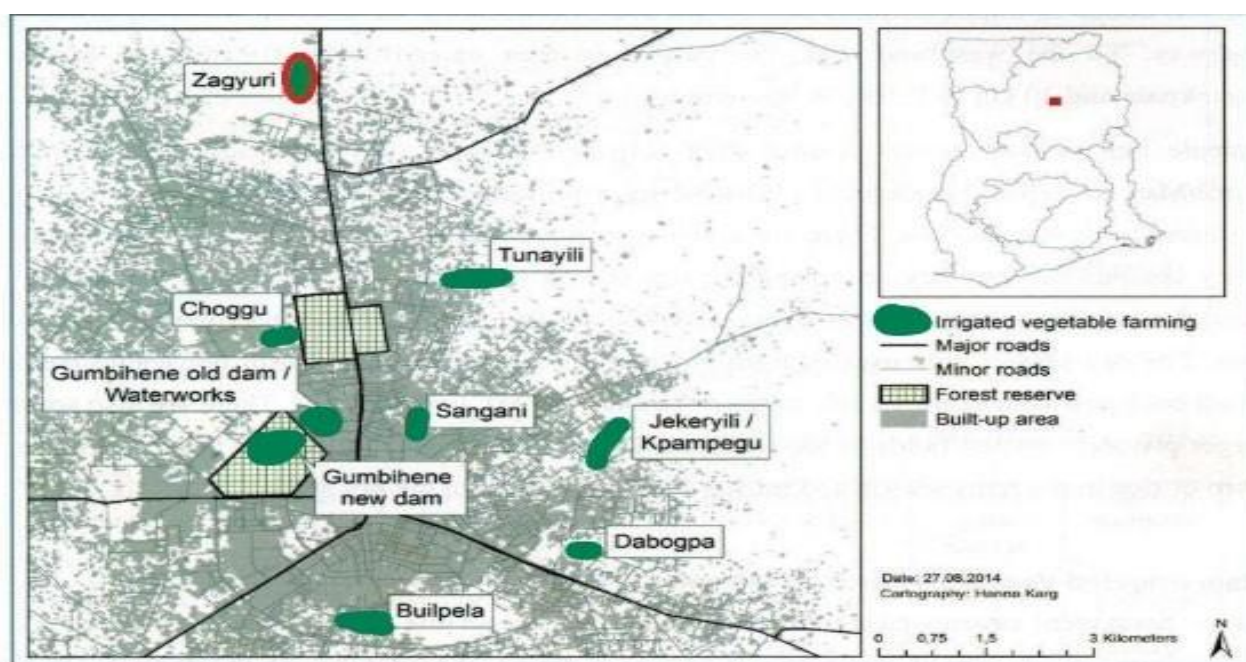 Zagyuri
Tunayili
Choggu
Gumbihene old dam /
Waterworks
Sangani
Jekeryili /
Kpampegu
Gumbihene
new dam
Dabogpa
Builpela
Irrigated vegetable farming
Major roads
Minor roads
Forest reserve
Built-up area
Date: 27.08.2014
Cartography: Hanna Karg
0 0,75 1,5 3 Kilometers
N